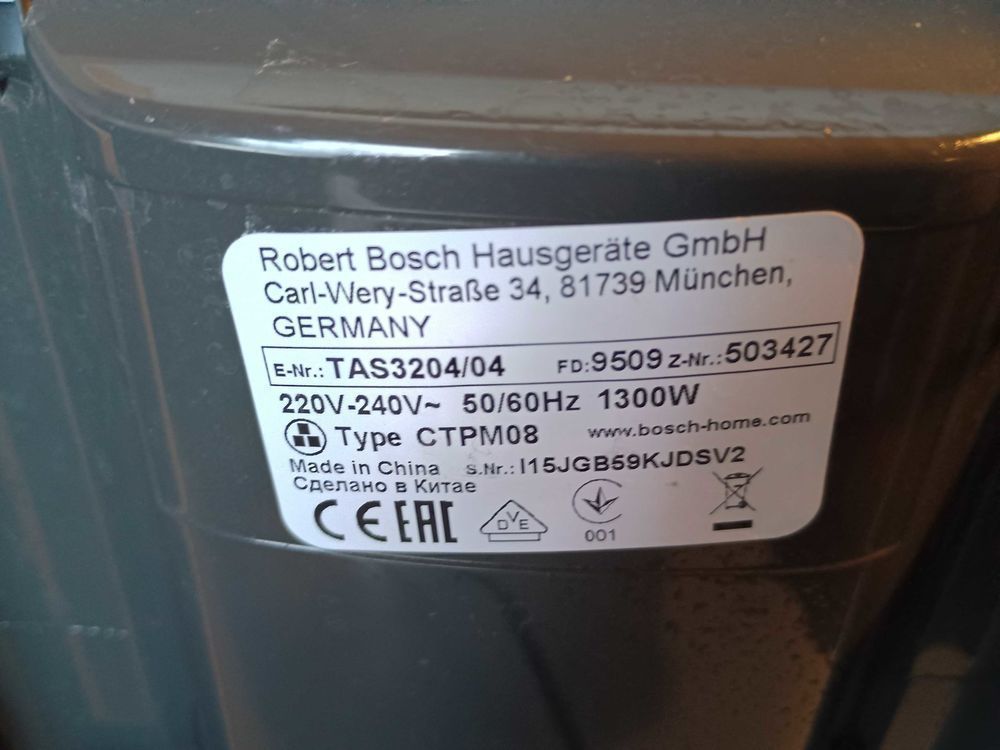 Robert Bosch Hausgeräte GmbH
Carl-Wery-Straße 34, 81739 München,
GERMANY
E-Nr.: TAS3204/04 FD: 9509 Z-Nr.: 503427
220V-240V~ 50/60Hz 1300W
Type CTPM08 www.bosch-home.com
Made in China S.Nr.: I15JGB59KJDSV2
Сделано в Китае
CE EAC DVE
001